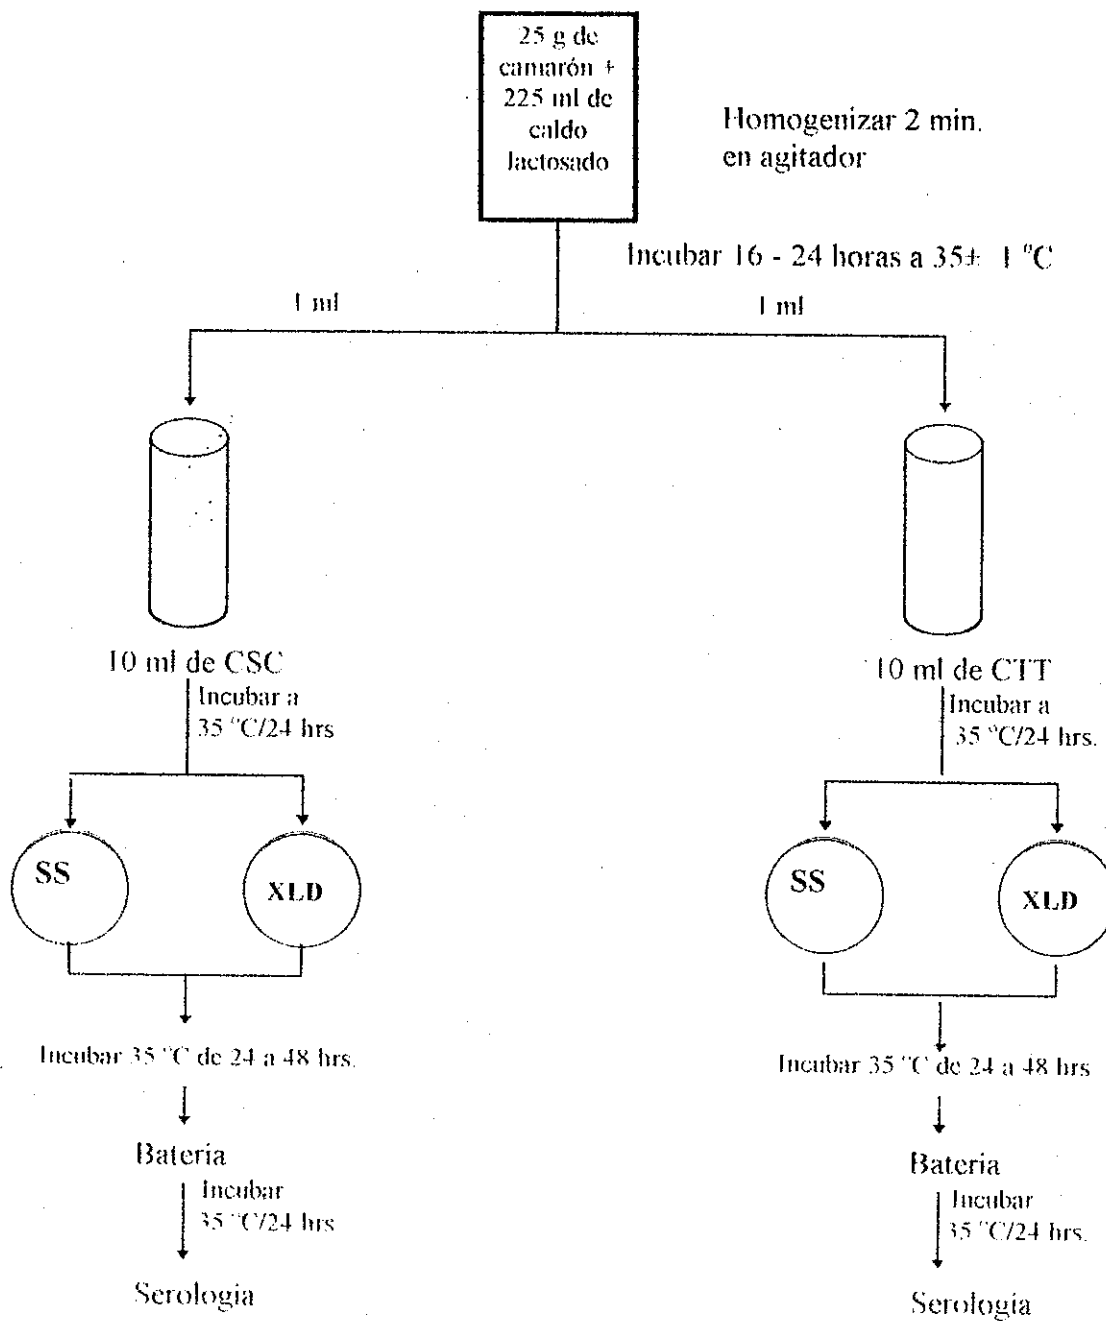 25 g de
camarón +
225 ml de
caldo
lactosado
Homogenizar 2 min.
en agitador
Incubar 16 - 24 horas a 35± 1 °C
1 ml
1 ml
10 ml de CSC
Incubar a
35 °C/24 hrs
10 ml de CTT
Incubar a
35 °C/24 hrs.
SS
XLD
SS
XLD
Incubar 35 °C de 24 a 48 hrs.
Incubar 35 °C de 24 a 48 hrs
Bateria
Incubar
35 °C/24 hrs
Bateria
Incubar
35 °C/24 hrs.
Serologia
Serologia